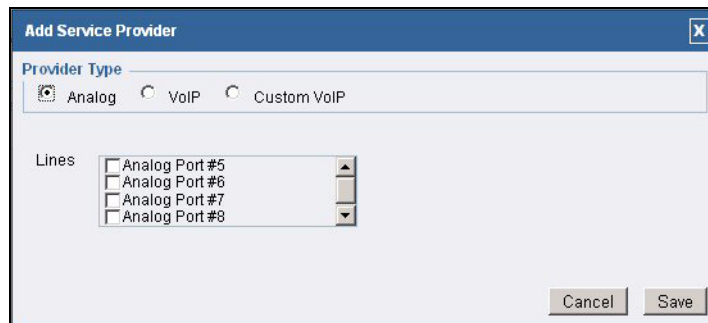 Add Service Provider X
Provider Type
Analog VoIP Custom VoIP
Lines
Analog Port #5
Analog Port #6
Analog Port #7
Analog Port #8
Cancel Save